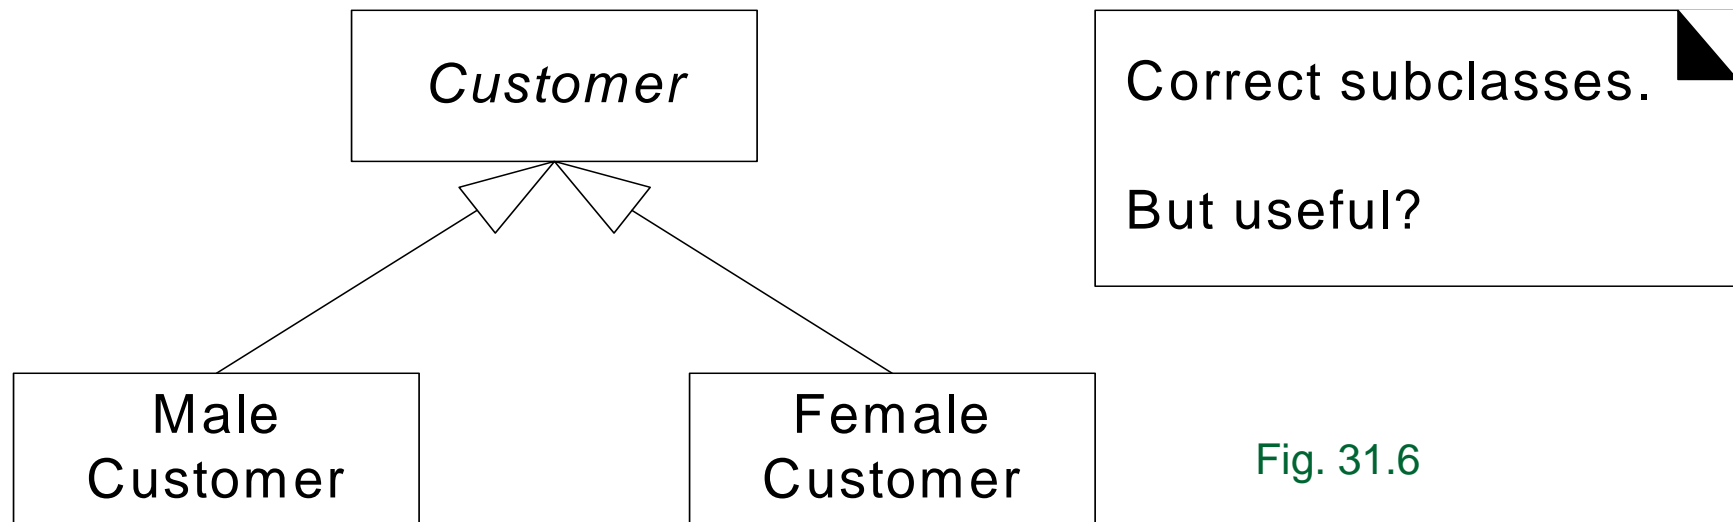 Customer
Correct subclasses.
But useful?
Male
Customer
Female
Customer
Fig. 31.6